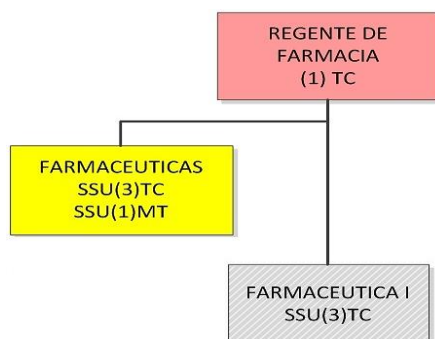 REGENTE DE
FARMACIA
(1) TC
FARMACEUTICAS
SSU(3)TC
SSU(1)MT
FARMACEUTICA I
SSU(3)TC